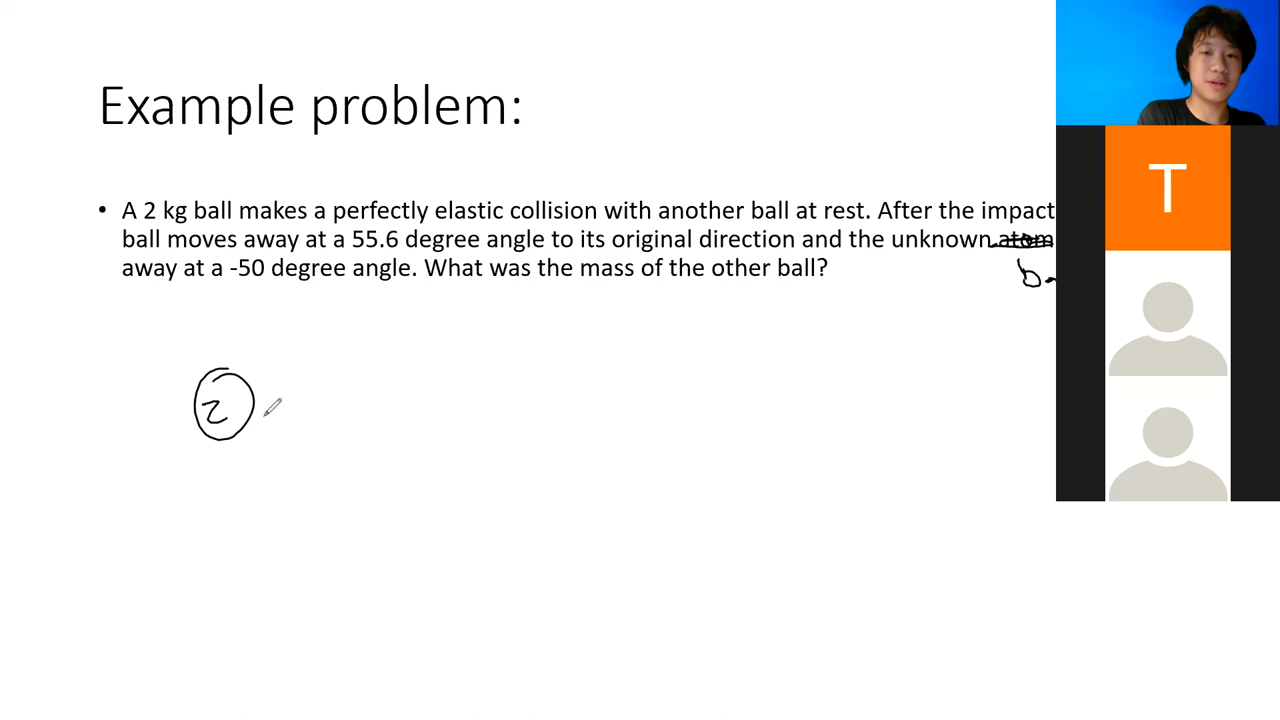 Example problem:
• A 2 kg ball makes a perfectly elastic collision with another ball at rest. After the impact
ball moves away at a 55.6 degree angle to its original direction and the unknown atom
away at a -50 degree angle. What was the mass of the other ball?
2
T